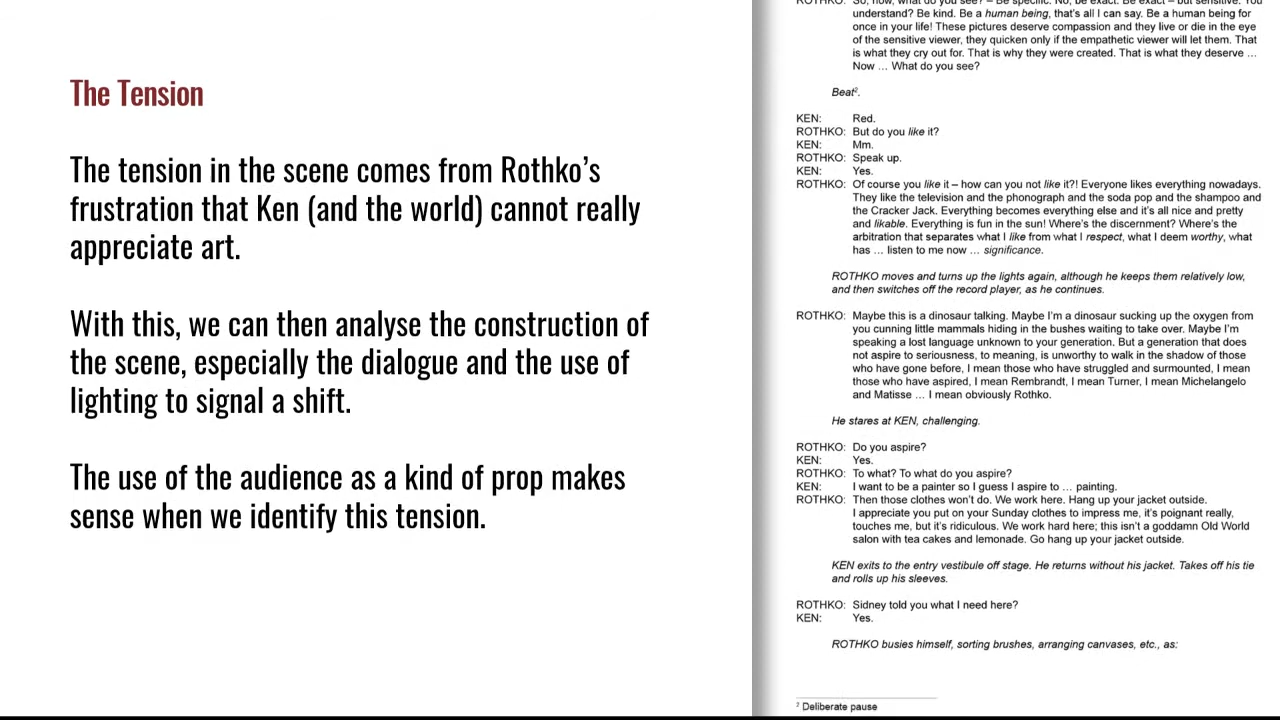 The Tension
The tension in the scene comes from Rothko’s
frustration that Ken (and the world) cannot really
appreciate art.
With this, we can then analyse the construction of
the scene, especially the dialogue and the use of
lighting to signal a shift.
The use of the audience as a kind of prop makes
sense when we identify this tension.
ROTHKO: So, now, what do you see? – Be specific. No, be exact. Be exact – but sensitive. You
understand? Be kind. Be a human being, that’s all I can say. Be a human being for
once in your life! These pictures deserve compassion and they live or die in the eye
of the sensitive viewer, they quicken only if the empathetic viewer will let them. That
is what they cry out for. That is why they were created. That is what they deserve …
Now … What do you see?
Beat².
KEN: Red.
ROTHKO: But do you like it?
KEN: Mm.
ROTHKO: Speak up.
KEN: Yes.
ROTHKO: Of course you like it – how can you not like it?! Everyone likes everything nowadays.
They like the television and the phonograph and the soda pop and the shampoo and
the Cracker Jack. Everything becomes everything else and it’s all nice and pretty
and likable. Everything is fun in the sun! Where’s the discernment? Where’s the
arbitration that separates what I like from what I respect, what I deem worthy, what
has … listen to me now … significance.
ROTHKO moves and turns up the lights again, although he keeps them relatively low,
and then switches off the record player, as he continues.
ROTHKO: Maybe this is a dinosaur talking. Maybe I’m a dinosaur sucking up the oxygen from
you cunning little mammals hiding in the bushes waiting to take over. Maybe I’m
speaking a lost language unknown to your generation. But a generation that does
not aspire to seriousness, to meaning, is unworthy to walk in the shadow of those
who have gone before, I mean those who have struggled and surmounted, I mean
those who have aspired, I mean Rembrandt, I mean Turner, I mean Michelangelo
and Matisse … I mean obviously Rothko.
He stares at KEN, challenging.
ROTHKO: Do you aspire?
KEN: Yes.
ROTHKO: To what? To what do you aspire?
KEN: I want to be a painter so I guess I aspire to … painting.
ROTHKO: Then those clothes won’t do. We work here. Hang up your jacket outside.
I appreciate you put on your Sunday clothes to impress me, it’s poignant really,
touches me, but it’s ridiculous. We work hard here; this isn’t a goddamn Old World
salon with tea cakes and lemonade. Go hang up your jacket outside.
KEN exits to the entry vestibule off stage. He returns without his jacket. Takes off his tie
and rolls up his sleeves.
ROTHKO: Sidney told you what I need here?
KEN: Yes.
ROTHKO busies himself, sorting brushes, arranging canvases, etc., as:
² Deliberate pause